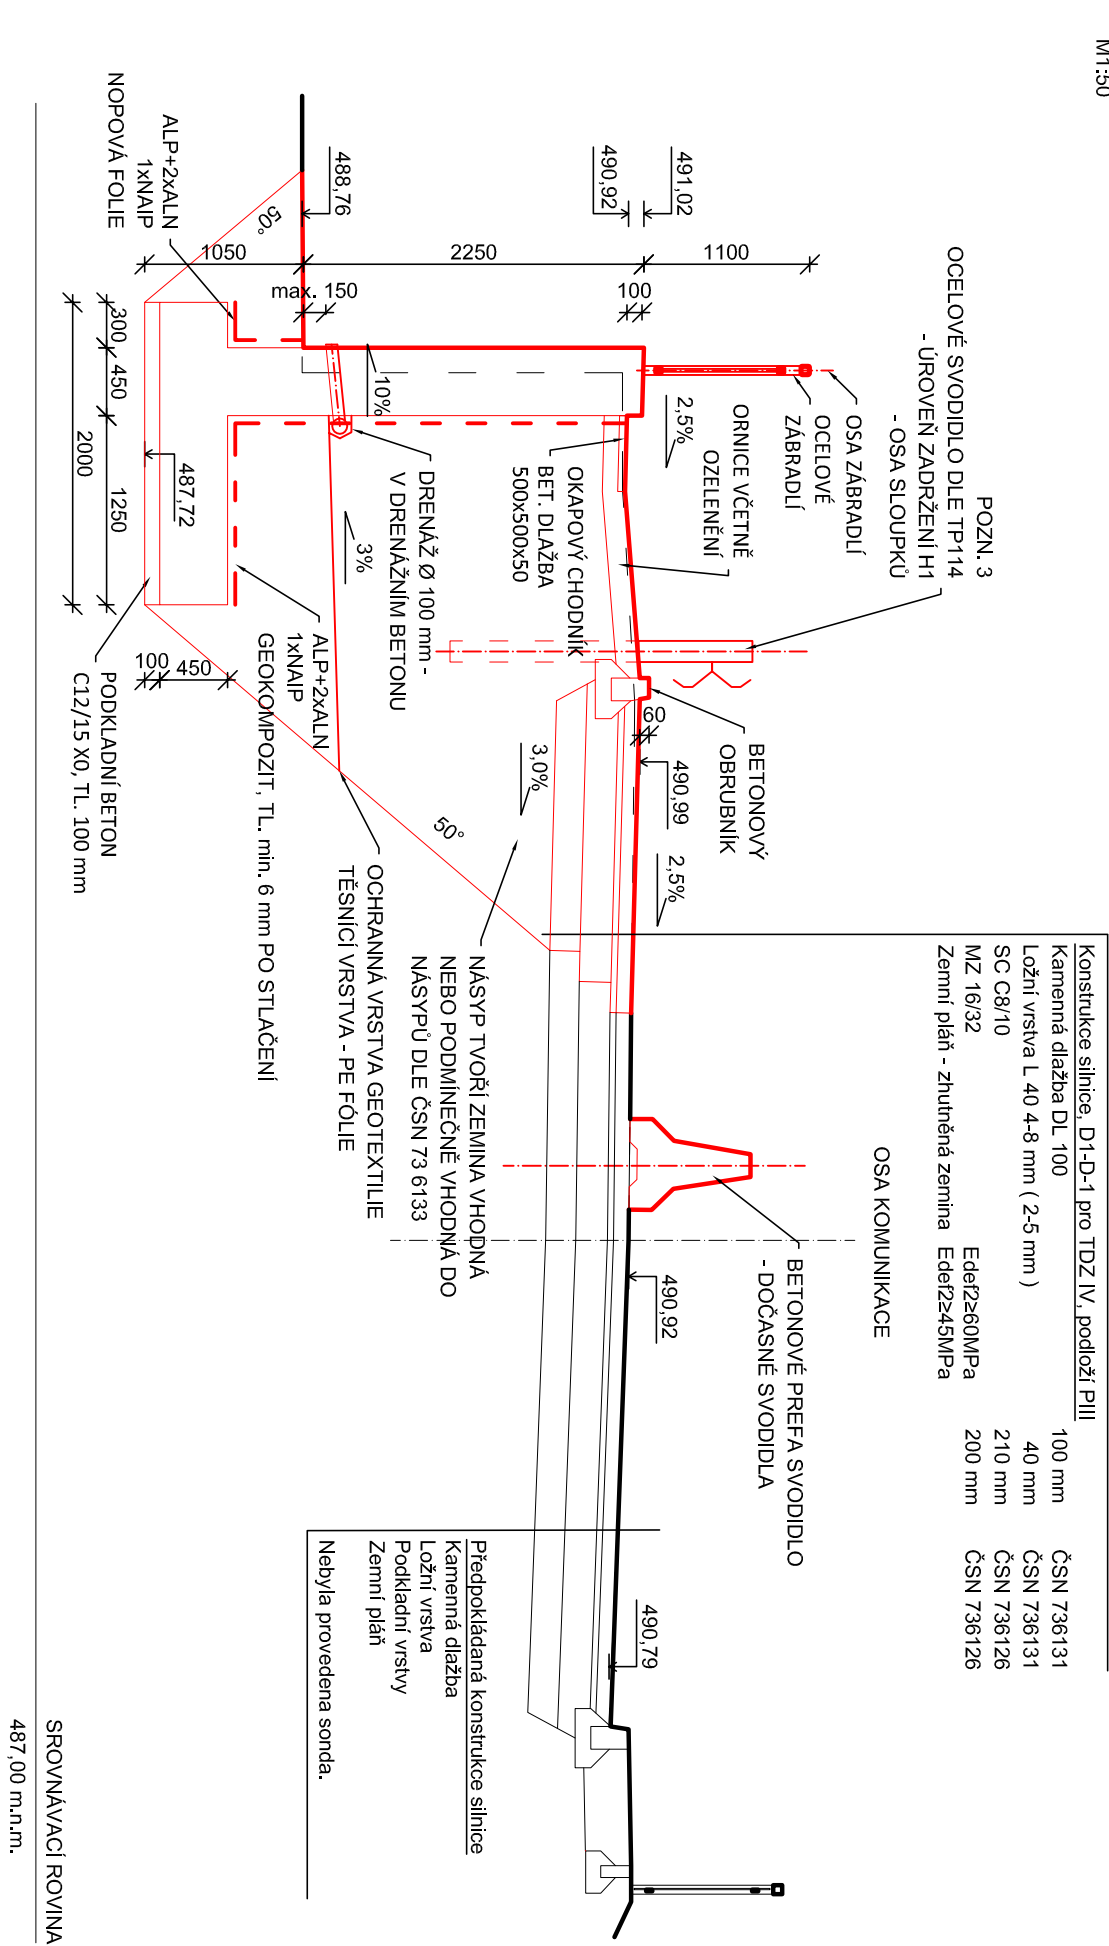 M1:50
POZN. 3
OCELOVÉ SVODIDLO DLE TP114
- ÚROVEŇ ZADRŽENÍ H1
- OSA SLOUPKŮ
OSA ZÁBRADLÍ
OCELOVÉ
ZÁBRADLÍ
ORNICE VČETNĚ
OZELENĚNÍ
OKAPOVÝ CHODNÍK
BET. DLAŽBA
500x500x50
DRENÁŽ Ø 100 mm -
V DRENÁŽNÍM BETONU
ALP+2xALN
1xNAIP
NOPOVÁ FOLIE
ALP+2xALN
1xNAIP
GEOKOMPOZIT, TL. min. 6 mm PO STLAČENÍ
PODKLADNÍ BETON
C12/15 X0, TL. 100 mm
OCHRANNÁ VRSTVA GEOTEXTILIE
TĚSNÍCÍ VRSTVA - PE FÓLIE
NÁSYP TVOŘÍ ZEMINA VHODNÁ
NEBO PODMÍNEČNĚ VHODNÁ DO
NÁSYPŮ DLE ČSN 73 6133
BETONOVÝ
OBRUBNÍK
BETONOVÉ PREFA SVODIDLO
- DOČASNÉ SVODIDLA
OSA KOMUNIKACE
491,02
490,92
488,76
487,72
490,99
490,92
490,79
1100
2250
1050
100
max. 150
60
300
450
1250
2000
100
450
2,5%
10%
3%
3,0%
2,5%
50°
50°
Konstrukce silnice, D1-D-1 pro TDZ IV, podloží PIII
Kamenná dlažba DL 100 100 mm ČSN 736131
Ložní vrstva L 40 4-8 mm ( 2-5 mm ) 40 mm ČSN 736131
SC C8/10 210 mm ČSN 736126
MZ 16/32 Edef2≥60MPa 200 mm ČSN 736126
Zemní pláň - zhutněná zemina Edef2≥45MPa
Předpokládaná konstrukce silnice
Kamenná dlažba
Ložní vrstva
Podkladní vrstvy
Zemní pláň
Nebyla provedena sonda.
SROVNÁVACÍ ROVINA
487,00 m.n.m.